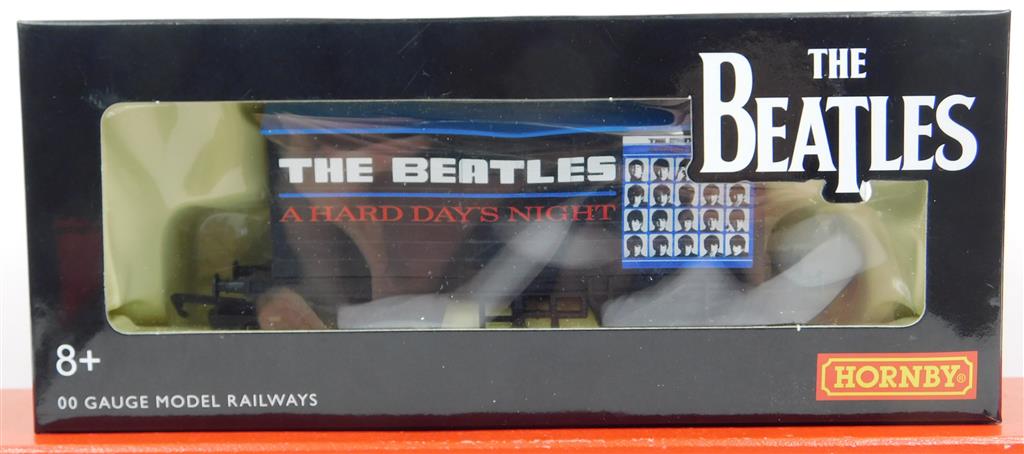 THE
BEATLES
THE BEATLES
A HARD DAY'S NIGHT
8+
00 GAUGE MODEL RAILWAYS
HORNBY®